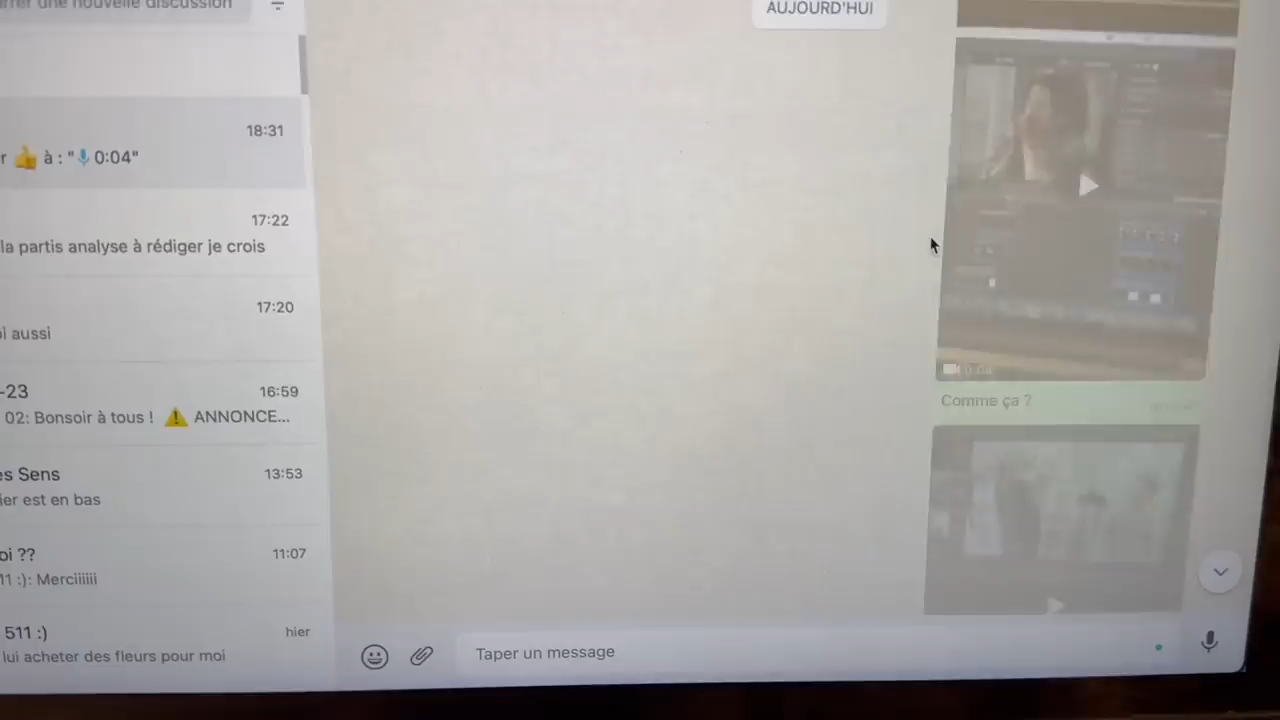 une nouvelle discussion
AUJOURD'HUI
18:31
r 👍 à : "🎤 0:04"
17:22
la partis analyse à rédiger je crois
17:20
oi aussi
-23
16:59
02: Bonsoir à tous ! ⚠️ ANNONCE...
es Sens
13:53
ier est en bas
oi ??
11:07
11 :): Merciiiiii
511 :)
hier
lui acheter des fleurs pour moi
Comme ça ?
Taper un message